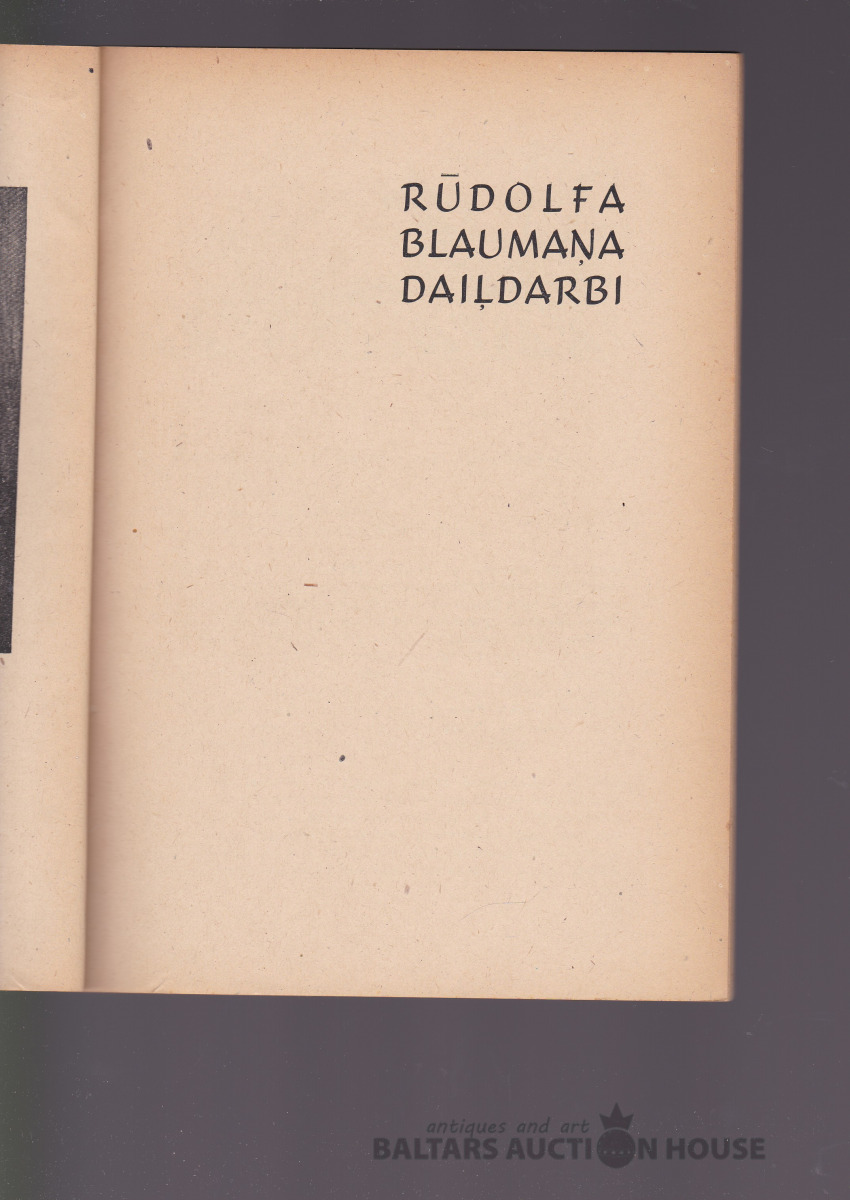 RŪDOLFA
BLAUMAŅA
DAIĻDARBI
antiques and art
BALTARS AUCTION HOUSE